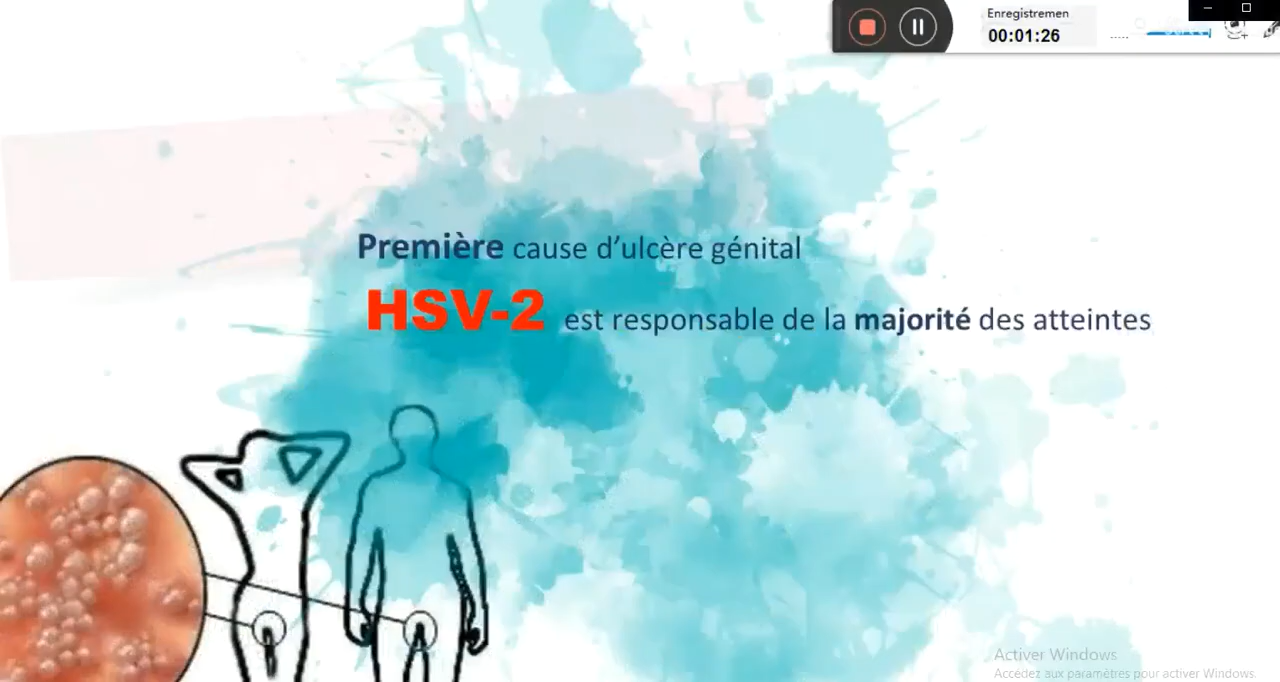 Enregistremen
00:01:26
Première cause d'ulcère génital
HSV-2 est responsable de la majorité des atteintes
Activer Windows
Accédez aux paramètres pour activer Windows.